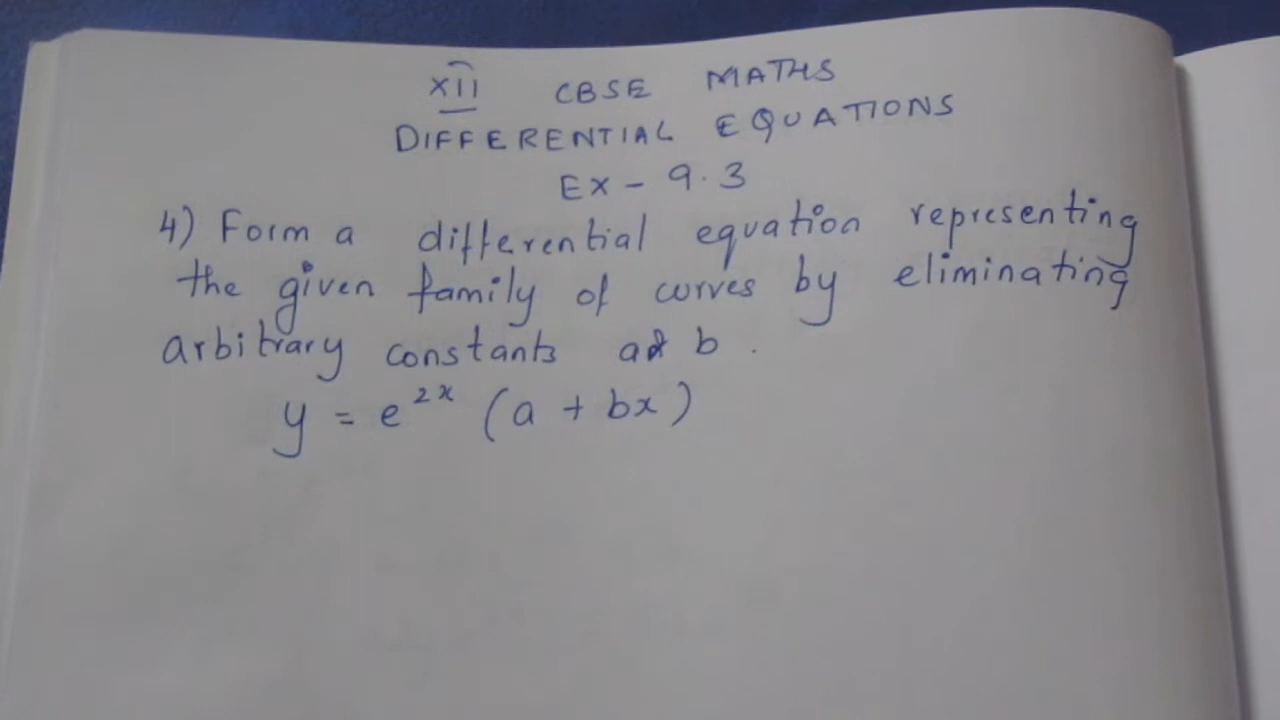 XII CBSE MATHS
DIFFERENTIAL EQUATIONS
EX - 9.3
4) Form a differential equation representing
the given family of curves by eliminating
arbitrary constants a & b.
y = e^{2x} (a + bx)